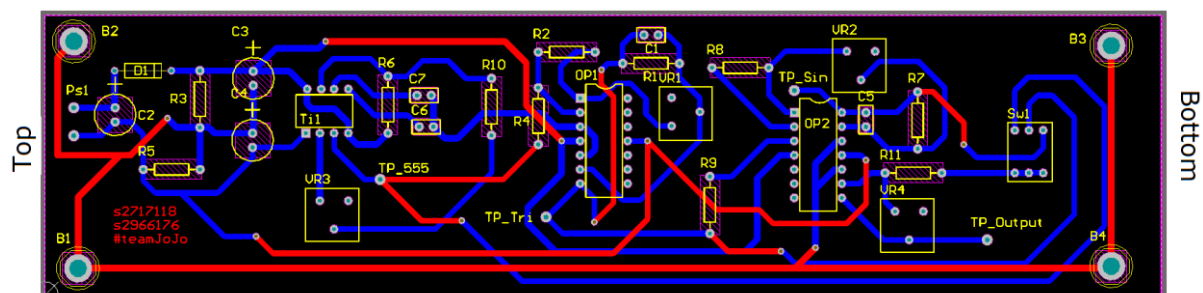 Top
B2
C3
D1
Ps1
C2
R3
C4
Ti1
R6
C7
C6
R10
R5
VR3
TP_555
s2717118
s2966176
#teamJoJo
B1
R2
C1
R1
VR1
OP1
R4
R8
VR2
TP_Sin
OP2
C5
R7
Sw1
R9
R11
VR4
TP_Tri
TP_Output
B3
B4
Bottom